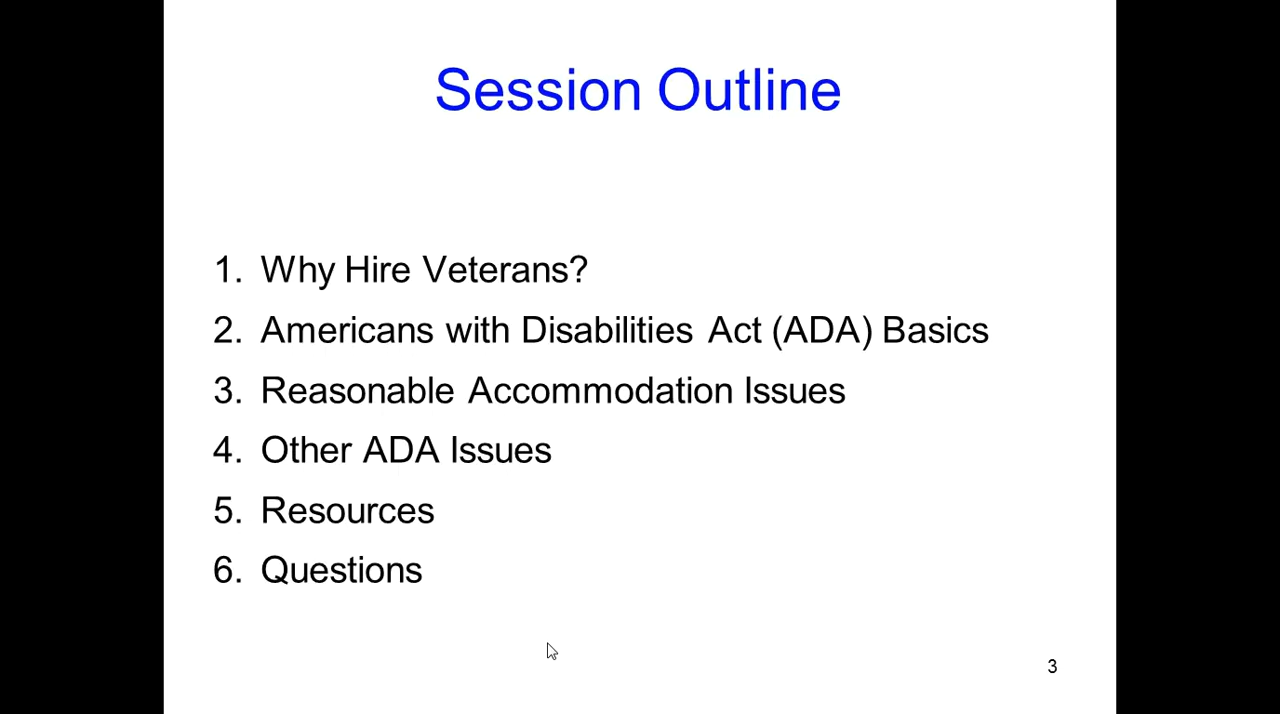 Session Outline
1. Why Hire Veterans?
2. Americans with Disabilities Act (ADA) Basics
3. Reasonable Accommodation Issues
4. Other ADA Issues
5. Resources
6. Questions
3